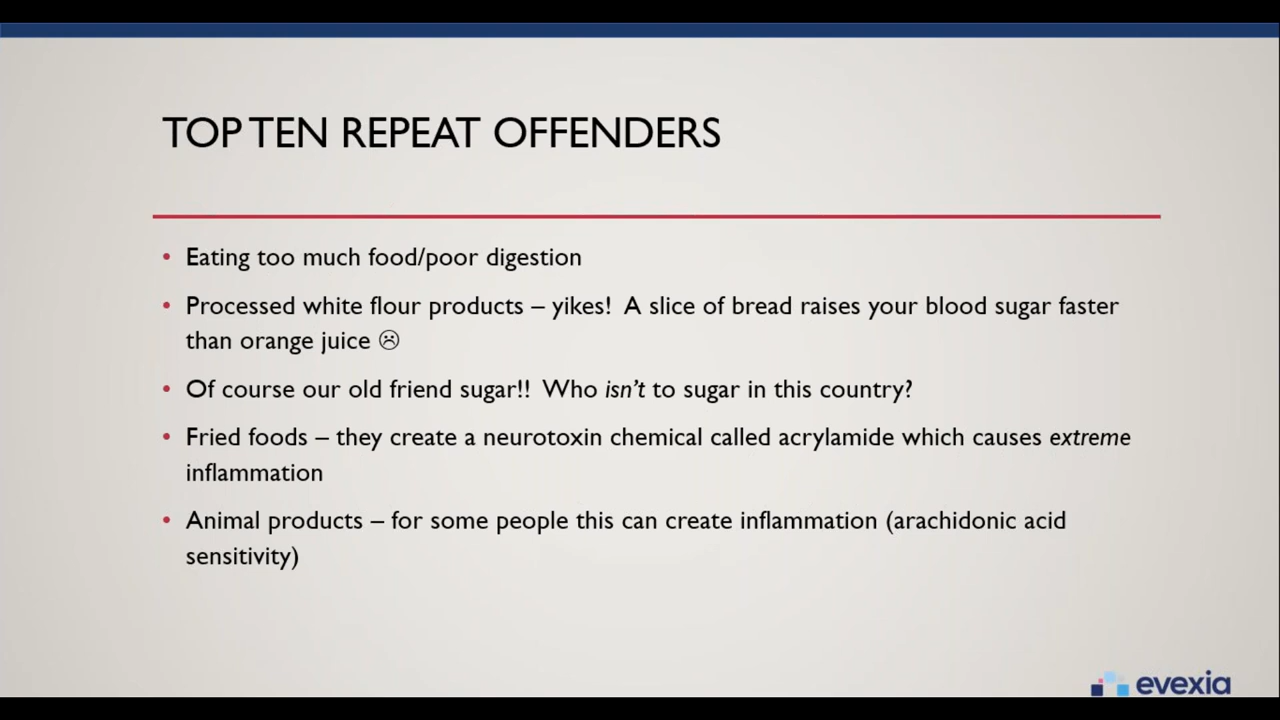 TOP TEN REPEAT OFFENDERS
• Eating too much food/poor digestion
• Processed white flour products – yikes!  A slice of bread raises your blood sugar faster
than orange juice ☹
• Of course our old friend sugar!!  Who isn’t to sugar in this country?
• Fried foods – they create a neurotoxin chemical called acrylamide which causes extreme
inflammation
• Animal products – for some people this can create inflammation (arachidonic acid
sensitivity)
evexia